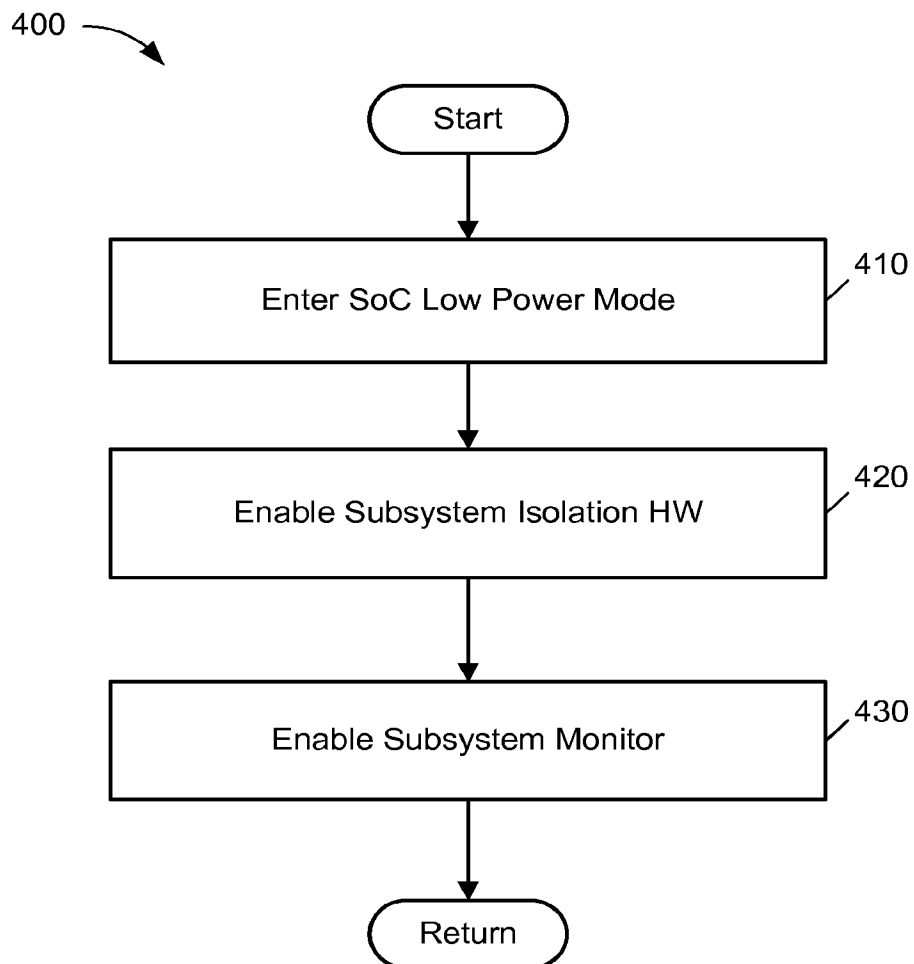 400
Start
Enter SoC Low Power Mode
410
Enable Subsystem Isolation HW
420
Enable Subsystem Monitor
430
Return